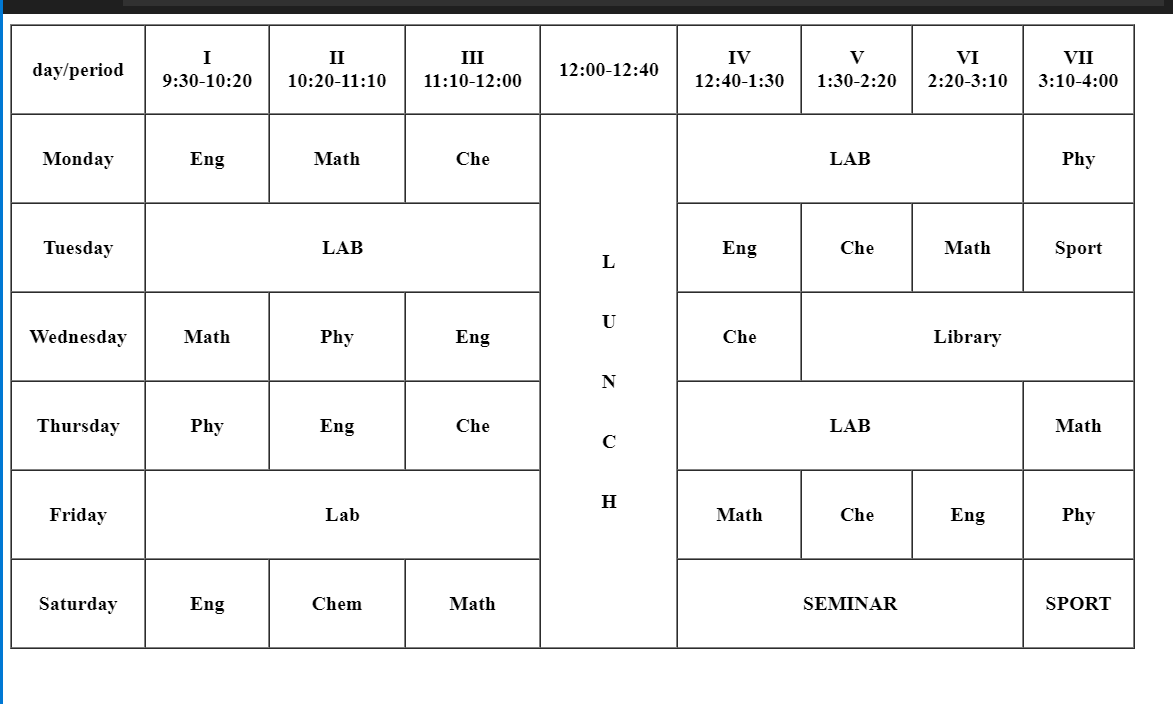 day/period
I
9:30-10:20
II
10:20-11:10
III
11:10-12:00
12:00-12:40
IV
12:40-1:30
V
1:30-2:20
VI
2:20-3:10
VII
3:10-4:00
Monday
Eng
Math
Che
L
U
N
C
H
LAB
Phy
Tuesday
LAB
Eng
Che
Math
Sport
Wednesday
Math
Phy
Eng
Che
Library
Thursday
Phy
Eng
Che
LAB
Math
Friday
Lab
Math
Che
Eng
Phy
Saturday
Eng
Chem
Math
SEMINAR
SPORT